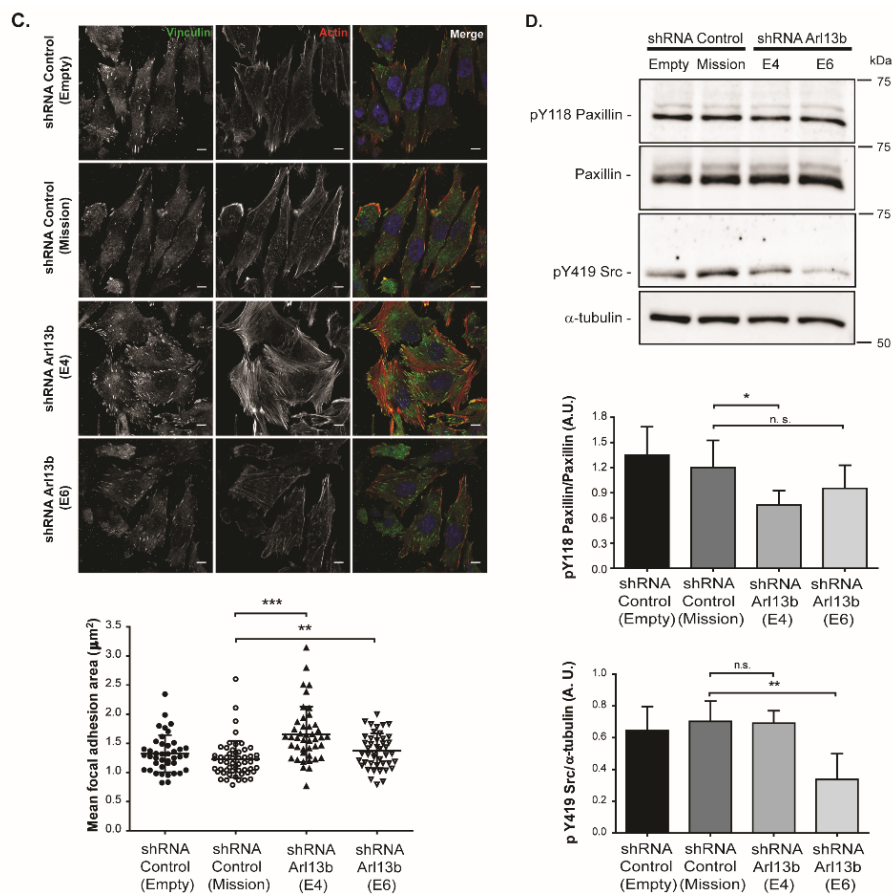 C.
Vinculin
Actin
Merge
shRNA Control
(Empty)
shRNA Control
(Mission)
shRNA Arl13b
(E4)
shRNA Arl13b
(E6)
***
**
Mean focal adhesion area (μm²)
3.5
3.0
2.5
2.0
1.5
1.0
0.5
0.0
shRNA
Control
(Empty)
shRNA
Control
(Mission)
shRNA
Arl13b
(E4)
shRNA
Arl13b
(E6)
D.
shRNA Control
shRNA Arl13b
Empty
Mission
E4
E6
kDa
75
pY118 Paxillin -
75
Paxillin -
75
pY419 Src -
α-tubulin -
50
*
n. s.
pY118 Paxillin/Paxillin (A.U.)
1.8
1.5
1.2
0.9
0.6
0.3
0.0
shRNA
Control
(Empty)
shRNA
Control
(Mission)
shRNA
Arl13b
(E4)
shRNA
Arl13b
(E6)
n.s.
**
p Y419 Src/α-tubulin (A. U.)
1.0
0.8
0.6
0.4
0.2
0.0
shRNA
Control
(Empty)
shRNA
Control
(Mission)
shRNA
Arl13b
(E4)
shRNA
Arl13b
(E6)